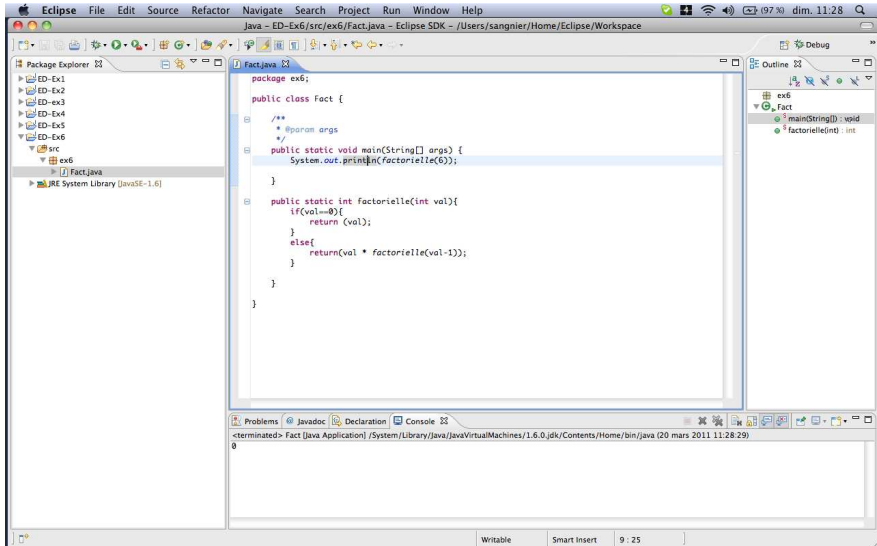 Eclipse File Edit Source Refactor Navigate Search Project Run Window Help (97 %) dim. 11:28
Java – ED–Ex6/src/ex6/Fact.java – Eclipse SDK – /Users/sangnier/Home/Eclipse/Workspace
Debug »
Package Explorer
ED-Ex1
ED-Ex2
ED-ex3
ED-Ex4
ED-Ex5
ED-Ex6
src
ex6
Fact.java
JRE System Library [JavaSE-1.6]
Fact.java
package ex6;
public class Fact {
/**
* @param args
*/
public static void main(String[] args) {
System.out.println(factorielle(6));
}
public static int factorielle(int val){
if(val==0){
return (val);
}
else{
return(val * factorielle(val-1));
}
}
}
Outline
ex6
Fact
main(String[]) : void
factorielle(int) : int
Problems @ Javadoc Declaration Console
<terminated> Fact [Java Application] /System/Library/Java/JavaVirtualMachines/1.6.0.jdk/Contents/Home/bin/java (20 mars 2011 11:28:29)
0
Writable Smart Insert 9 : 25